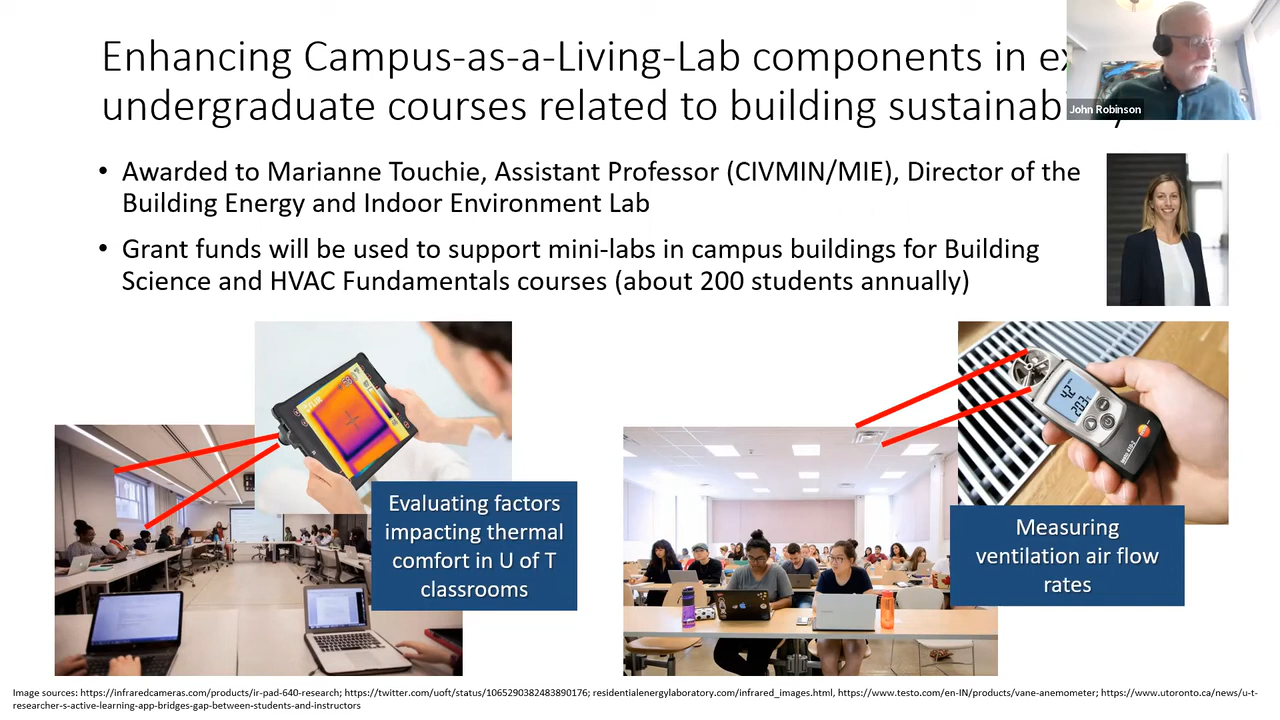 Enhancing Campus-as-a-Living-Lab components in
undergraduate courses related to building
John Robinson
• Awarded to Marianne Touchie, Assistant Professor (CIVMIN/MIE), Director of the
Building Energy and Indoor Environment Lab
• Grant funds will be used to support mini-labs in campus buildings for Building
Science and HVAC Fundamentals courses (about 200 students annually)
Evaluating factors
impacting thermal
comfort in U of T
classrooms
4.2
20.3
testo
Measuring
ventilation air flow
rates
Image sources: https://infraredcameras.com/products/ir-pad-640-research; https://twitter.com/uoft/status/1065290382483890176; residentialenergylaboratory.com/infrared_images.html, https://www.testo.com/en-IN/products/vane-anemometer; https://www.utoronto.ca/news/u-t-
researcher-s-active-learning-app-bridges-gap-between-students-and-instructors